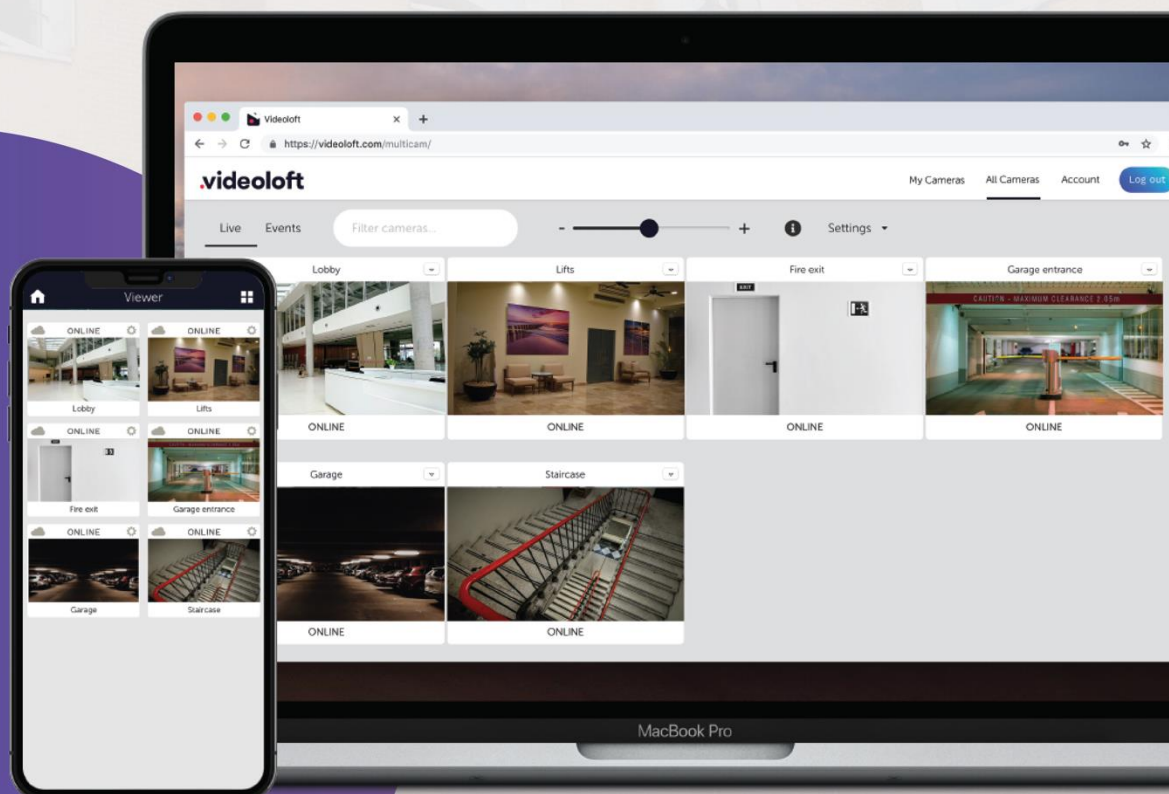 Videoloft
https://videoloft.com/multicam/
.videoloft
My Cameras All Cameras Account Log out
Live Events Filter cameras... - + Settings
Lobby Lifts Fire exit Garage entrance
EXIT
CAUTION - MAXIMUM CLEARANCE 2.05m
ONLINE ONLINE ONLINE ONLINE
Garage Staircase
ONLINE ONLINE
Viewer
ONLINE ONLINE
Lobby Lifts
ONLINE ONLINE
Fire exit Garage entrance
ONLINE ONLINE
Garage Staircase
MacBook Pro